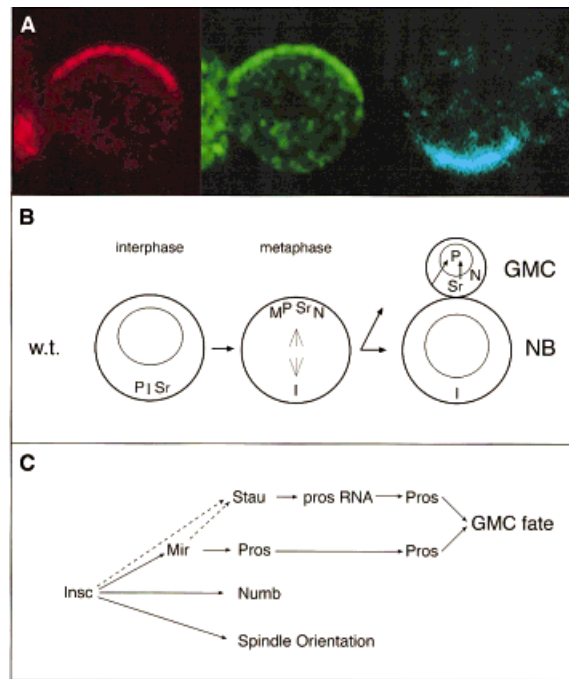 A
B
interphase
metaphase
w.t.
P I Sr
M P Sr N
I
P
N
Sr
GMC
NB
I
C
Stau
pros RNA
Pros
GMC fate
Mir
Pros
Pros
Insc
Numb
Spindle Orientation